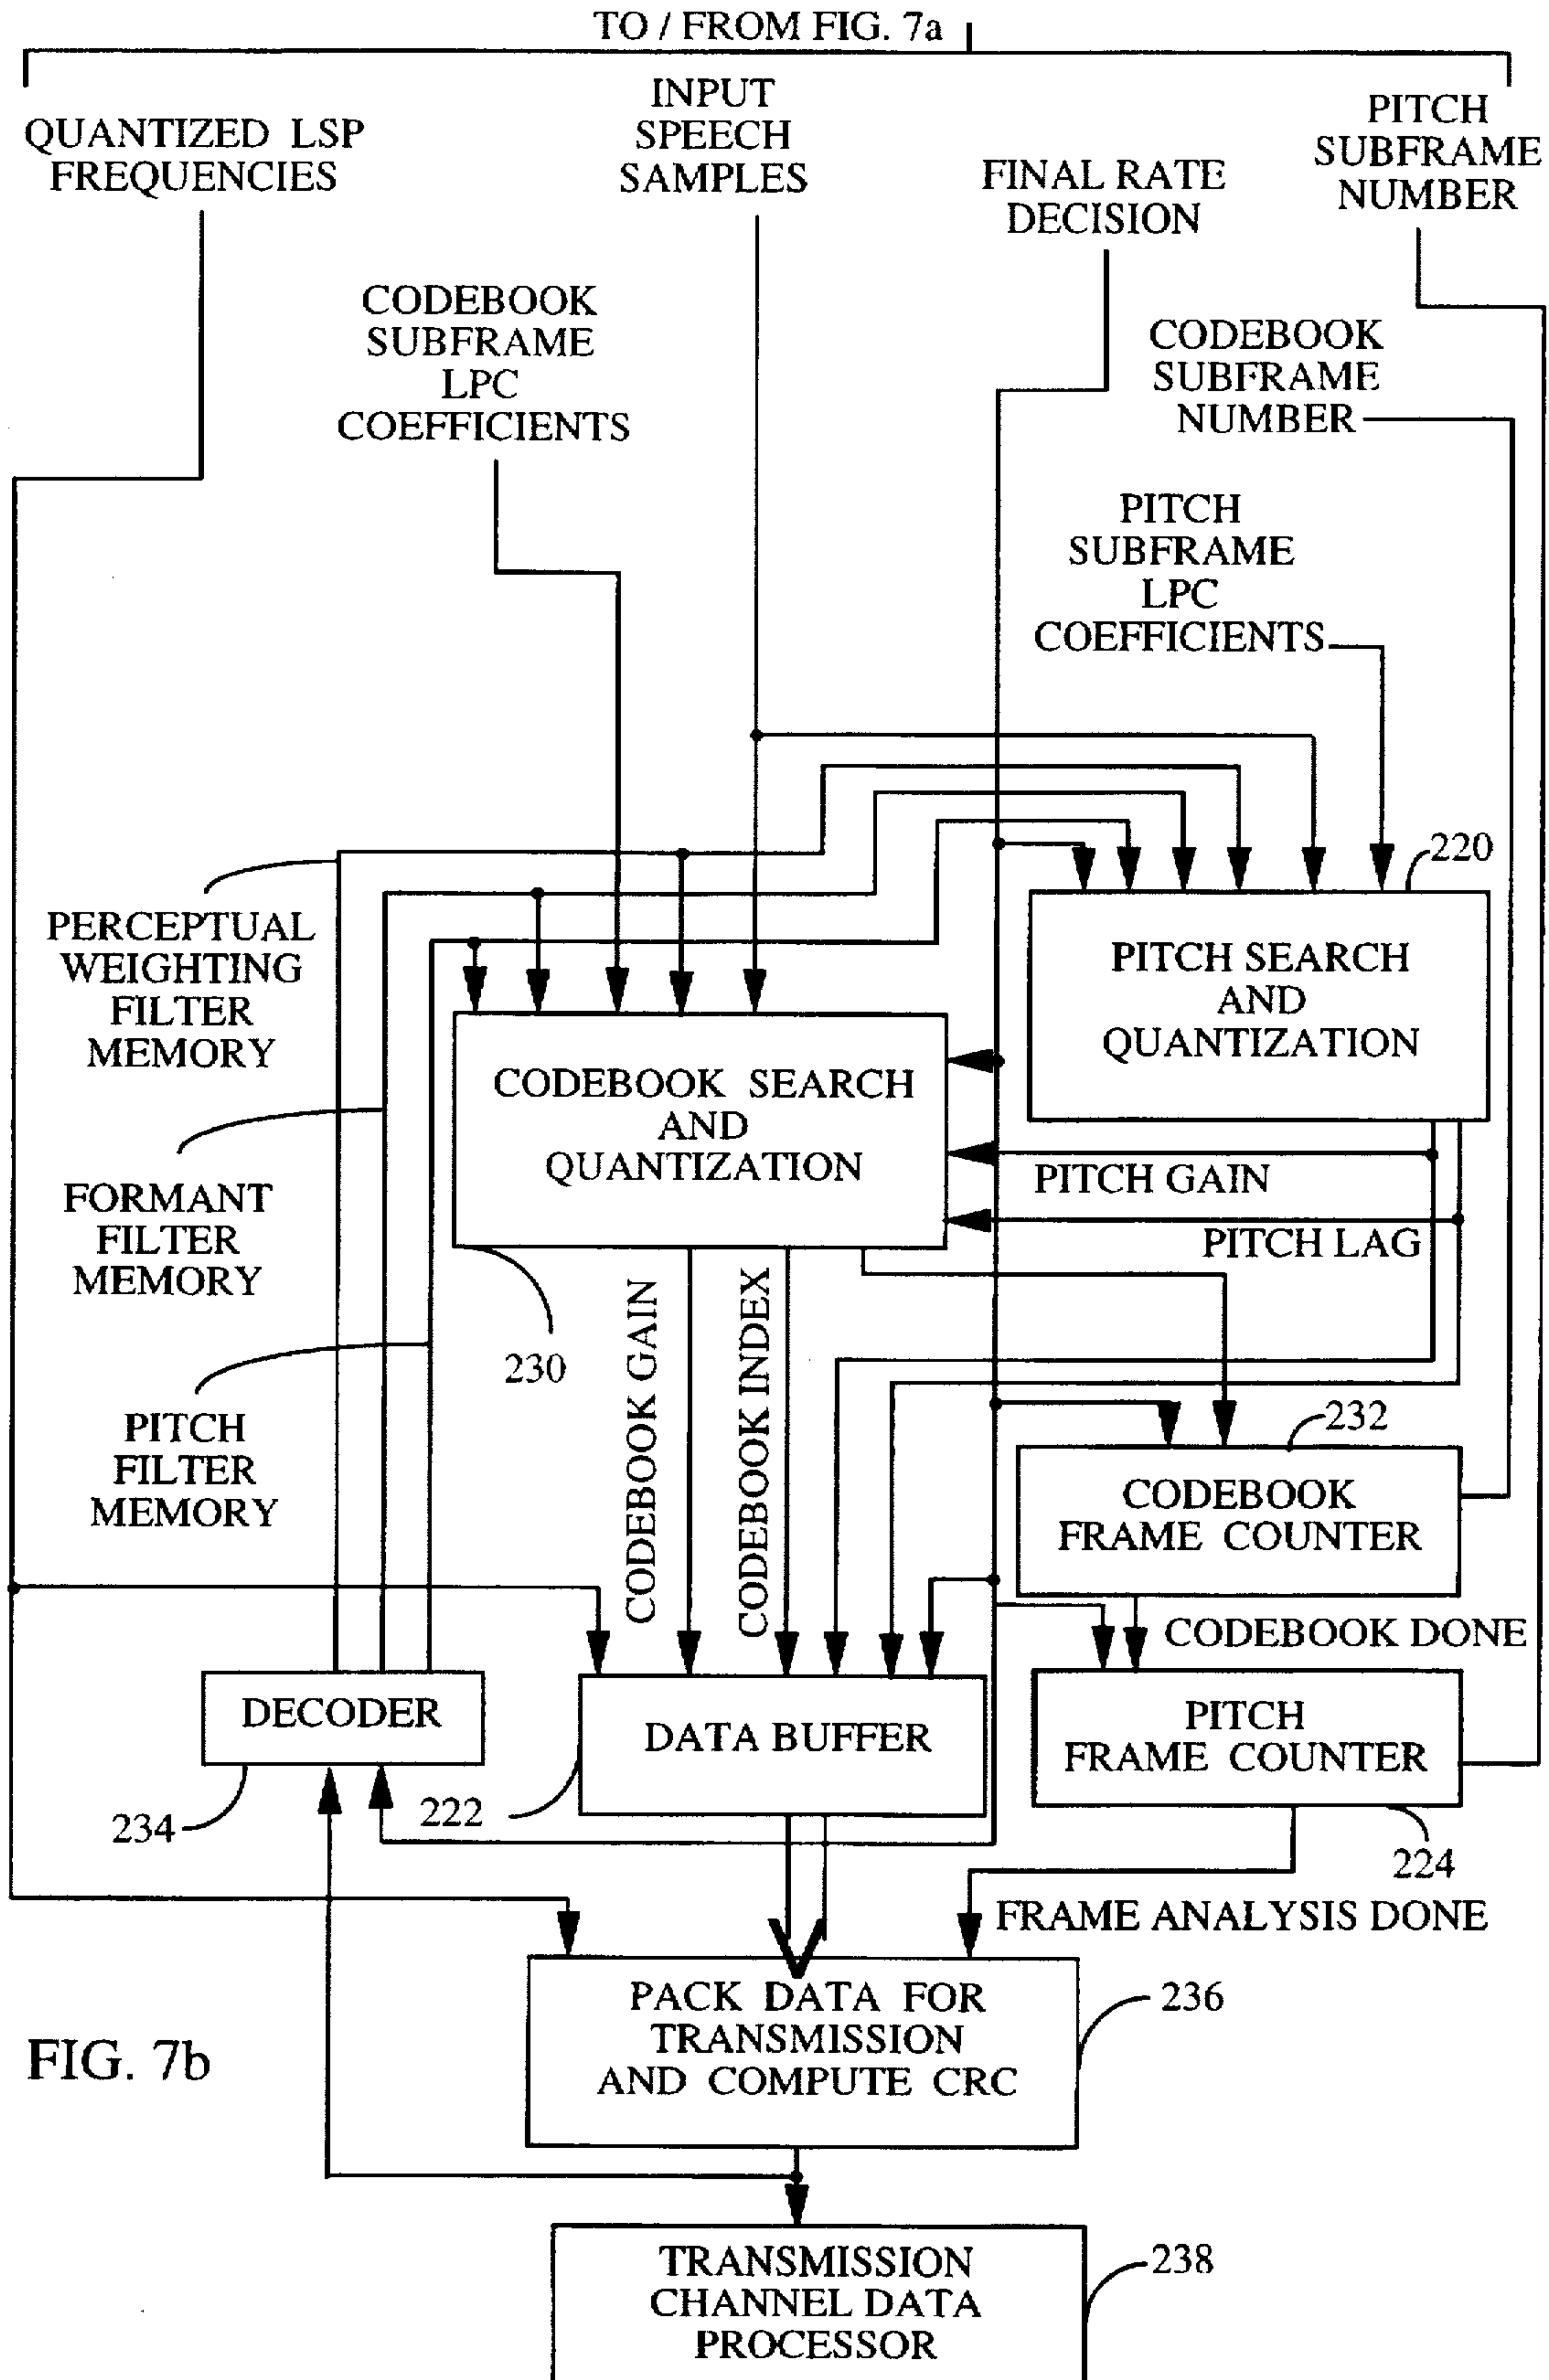 TO / FROM FIG. 7a
QUANTIZED LSP
FREQUENCIES
INPUT
SPEECH
SAMPLES
FINAL RATE
DECISION
PITCH
SUBFRAME
NUMBER
CODEBOOK
SUBFRAME
LPC
COEFFICIENTS
CODEBOOK
SUBFRAME
NUMBER
PITCH
SUBFRAME
LPC
COEFFICIENTS
220
PERCEPTUAL
WEIGHTING
FILTER
MEMORY
PITCH SEARCH
AND
QUANTIZATION
CODEBOOK SEARCH
AND
QUANTIZATION
PITCH GAIN
PITCH LAG
FORMANT
FILTER
MEMORY
230
CODEBOOK GAIN
CODEBOOK INDEX
PITCH
FILTER
MEMORY
232
CODEBOOK
FRAME COUNTER
CODEBOOK DONE
DECODER
DATA BUFFER
PITCH
FRAME COUNTER
234
222
224
FRAME ANALYSIS DONE
PACK DATA FOR
TRANSMISSION
AND COMPUTE CRC
236
FIG. 7b
TRANSMISSION
CHANNEL DATA
PROCESSOR
238